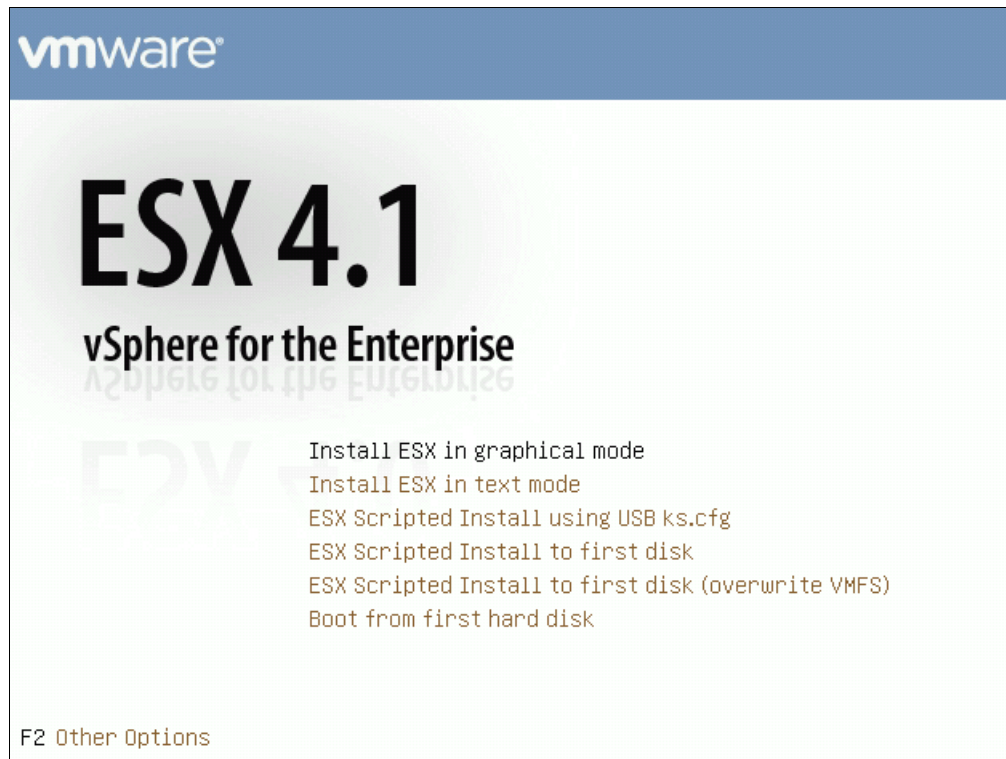 vmware®
ESX 4.1
vSphere for the Enterprise
Install ESX in graphical mode
Install ESX in text mode
ESX Scripted Install using USB ks.cfg
ESX Scripted Install to first disk
ESX Scripted Install to first disk (overwrite VMFS)
Boot from first hard disk
F2 Other Options